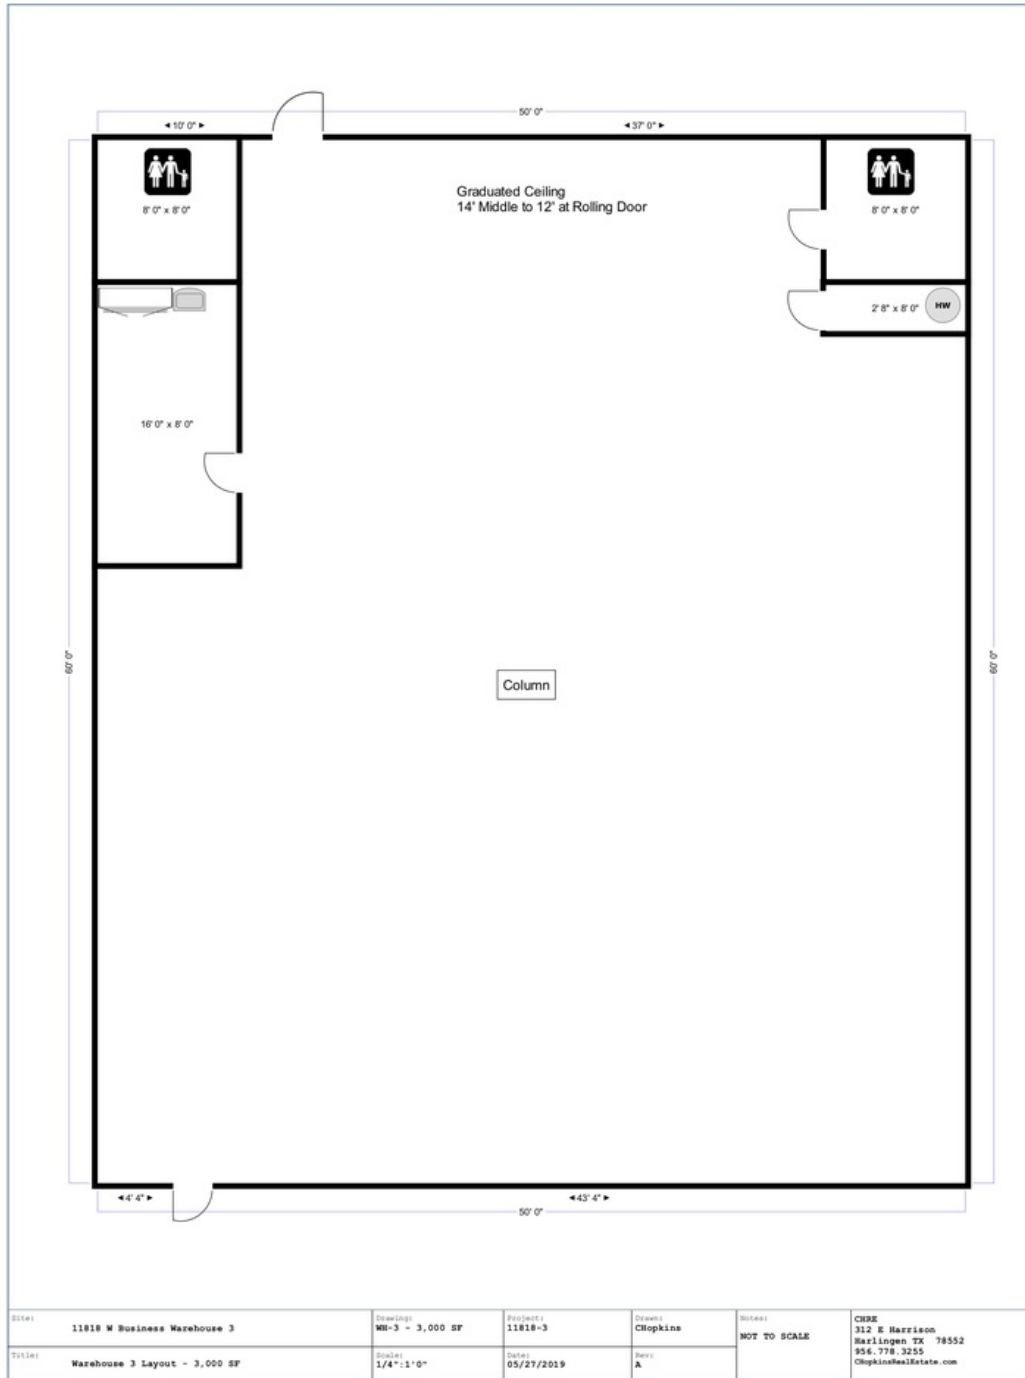 50' 0"
10' 0"
37' 0"
Graduated Ceiling
14' Middle to 12' at Rolling Door
8' 0" x 8' 0"
8' 0" x 8' 0"
2' 8" x 8' 0"
HW
16' 0" x 8' 0"
60' 0"
60' 0"
Column
4' 4"
43' 4"
50' 0"
Site:
11818 W Business Warehouse 3
Title:
Warehouse 3 Layout - 3,000 SF
Drawing:
WH-3 - 3,000 SF
Scale:
1/4":1'0"
Project:
11818-3
Date:
05/27/2019
Drawn:
CHopkins
Rev:
A
Notes:
NOT TO SCALE
CHRE
312 E Harrison
Harlingen TX 78552
956.778.3255
CHopkinsRealEstate.com